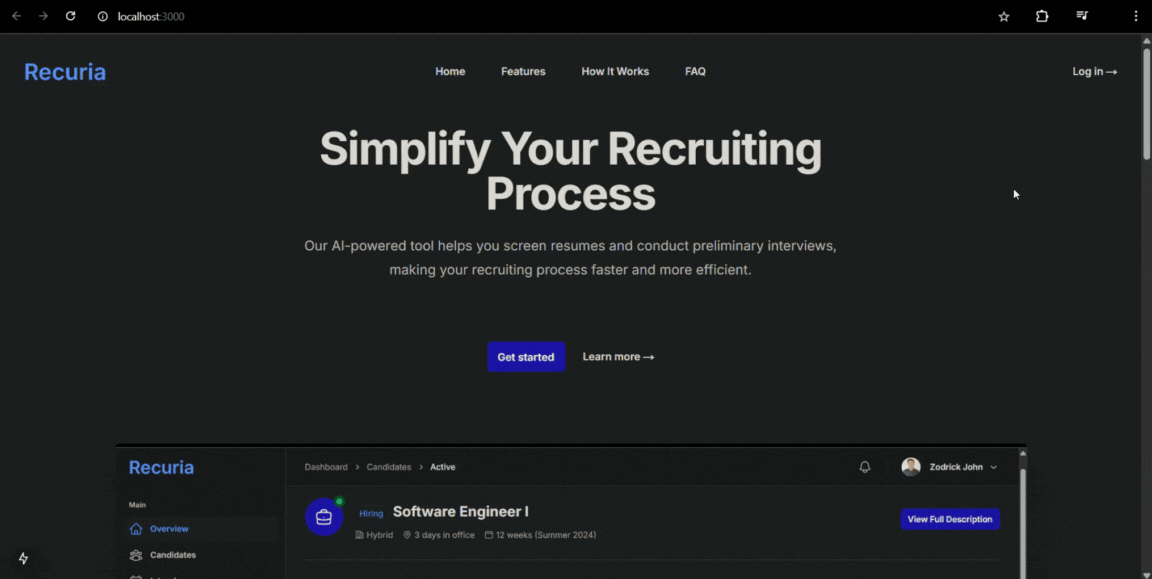 localhost:3000
Recuria
Home Features How It Works FAQ
Log in →
Simplify Your Recruiting
Process
Our AI-powered tool helps you screen resumes and conduct preliminary interviews,
making your recruiting process faster and more efficient.
Get started
Learn more →
Recuria
Dashboard > Candidates > Active
Zodrick John
Main
Hiring Software Engineer I
View Full Description
Overview
Hybrid 3 days in office 12 weeks (Summer 2024)
Candidates